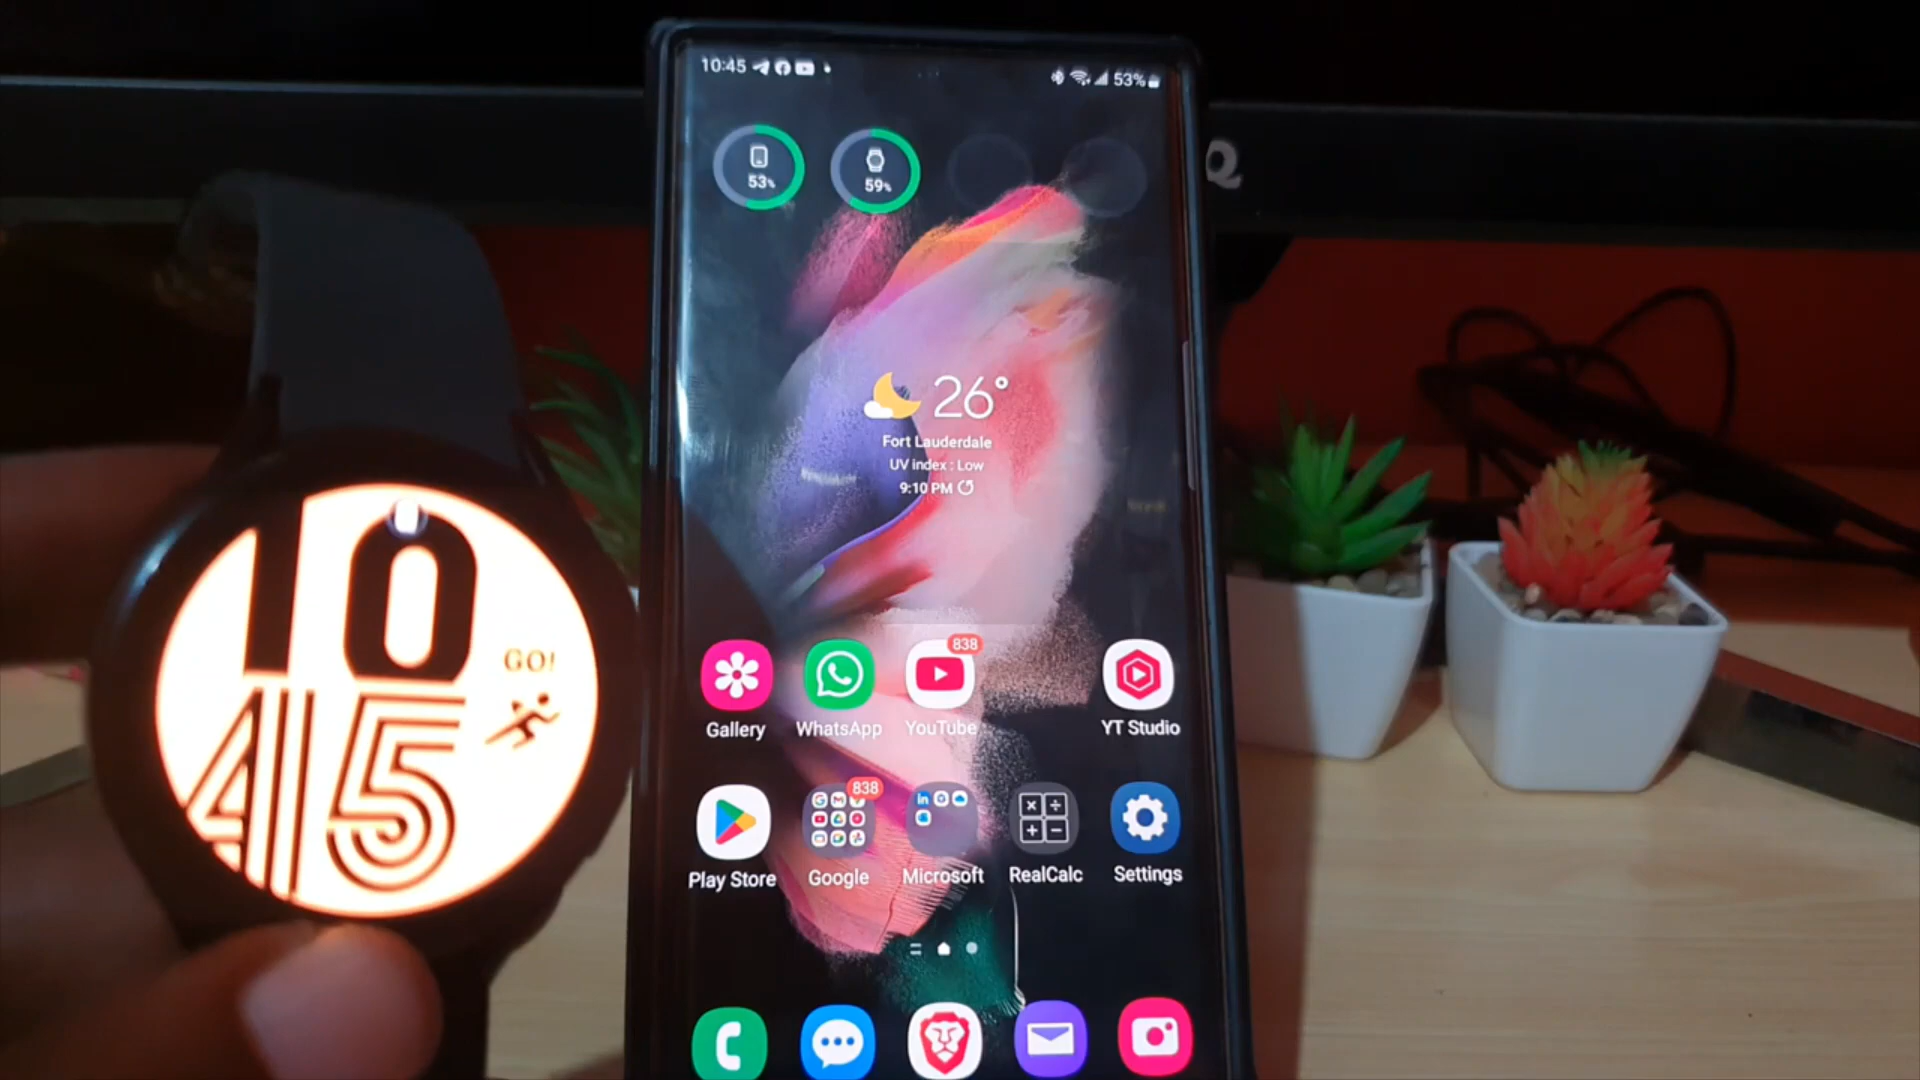 10:45
53%
Q
53%
59%
26°
Fort Lauderdale
UV index : Low
9:10 PM
10
45
GO!
838
Gallery
WhatsApp
YouTube
YT Studio
838
in
Play Store
Google
Microsoft
RealCalc
Settings